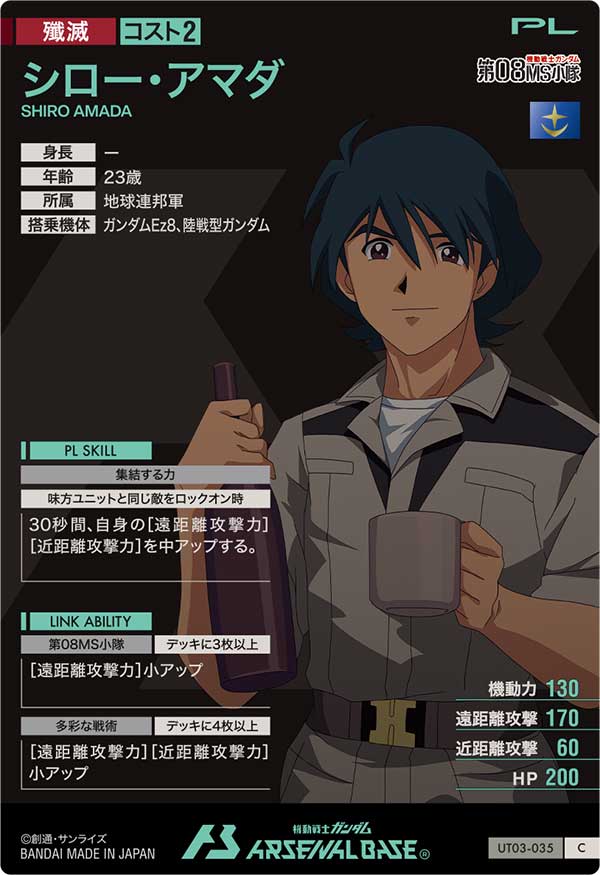 殲滅 コスト2 PL
シロー・アマダ
SHIRO AMADA
機動戦士ガンダム
第08MS小隊
身長 ー
年齢 23歳
所属 地球連邦軍
搭乗機体 ガンダムEz8、陸戦型ガンダム
PL SKILL
集結する力
味方ユニットと同じ敵をロックオン時
30秒間、自身の[遠距離攻撃力]
[近距離攻撃力]を中アップする。
LINK ABILITY
第08MS小隊 デッキに3枚以上
[遠距離攻撃力]小アップ
多彩な戦術 デッキに4枚以上
[遠距離攻撃力][近距離攻撃力]
小アップ
機動力 130
遠距離攻撃 170
近距離攻撃 60
HP 200
©創通・サンライズ
BANDAI MADE IN JAPAN
機動戦士ガンダム
AB ARSENAL BASE®
UT03-035 C